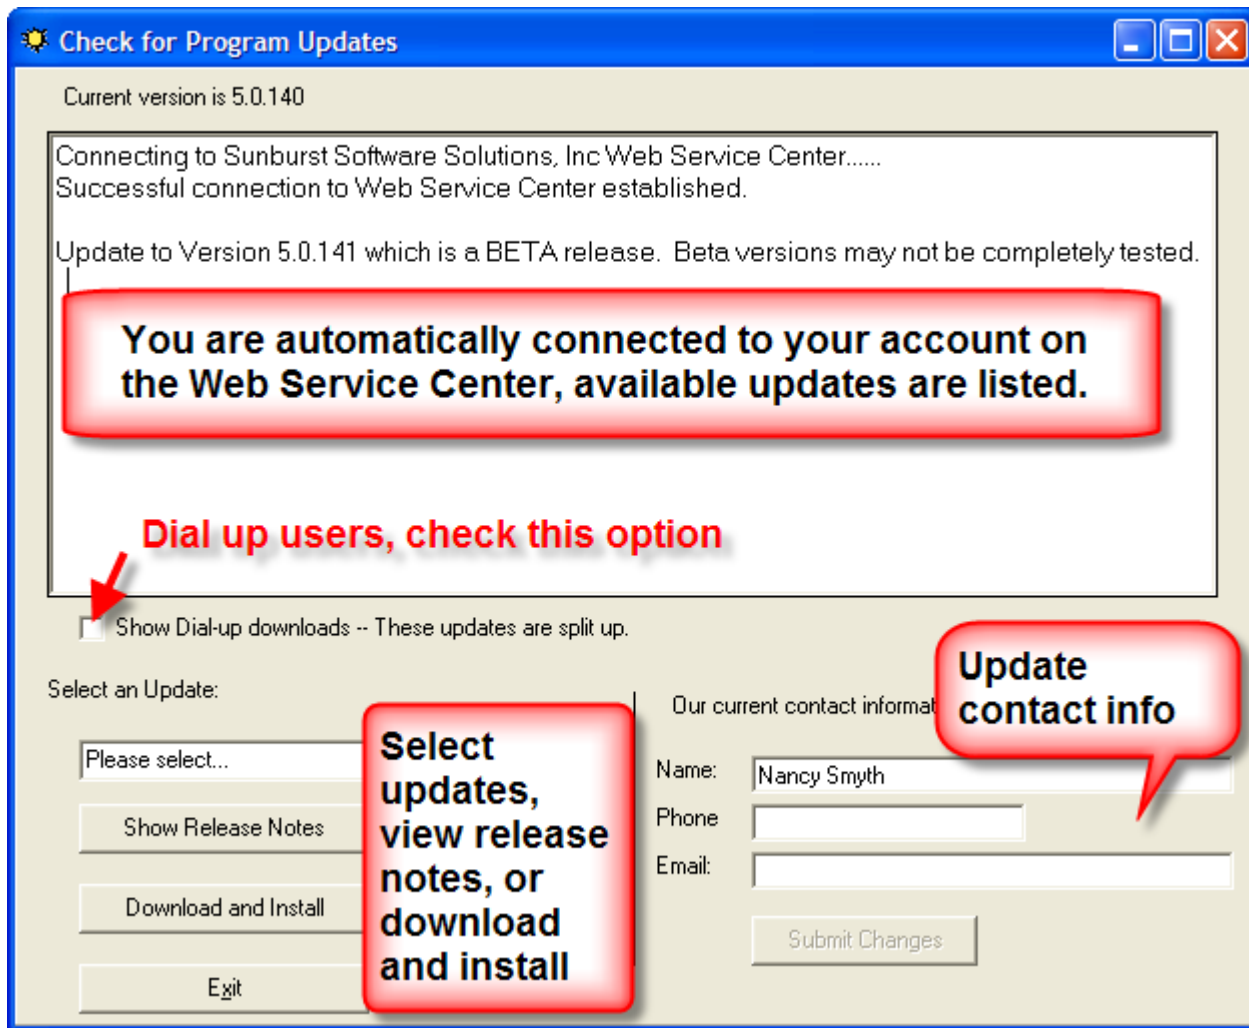 Check for Program Updates
Current version is 5.0.140
Connecting to Sunburst Software Solutions, Inc Web Service Center......
Successful connection to Web Service Center established.
Update to Version 5.0.141 which is a BETA release.  Beta versions may not be completely tested.
You are automatically connected to your account on
the Web Service Center, available updates are listed.
Dial up users, check this option
Show Dial-up downloads -- These updates are split up.
Select an Update:
Please select...
Show Release Notes
Download and Install
Exit
Select
updates,
view release
notes, or
download
and install
Our current contact
Update
contact info
Name:
Nancy Smyth
Phone
Email:
Submit Changes